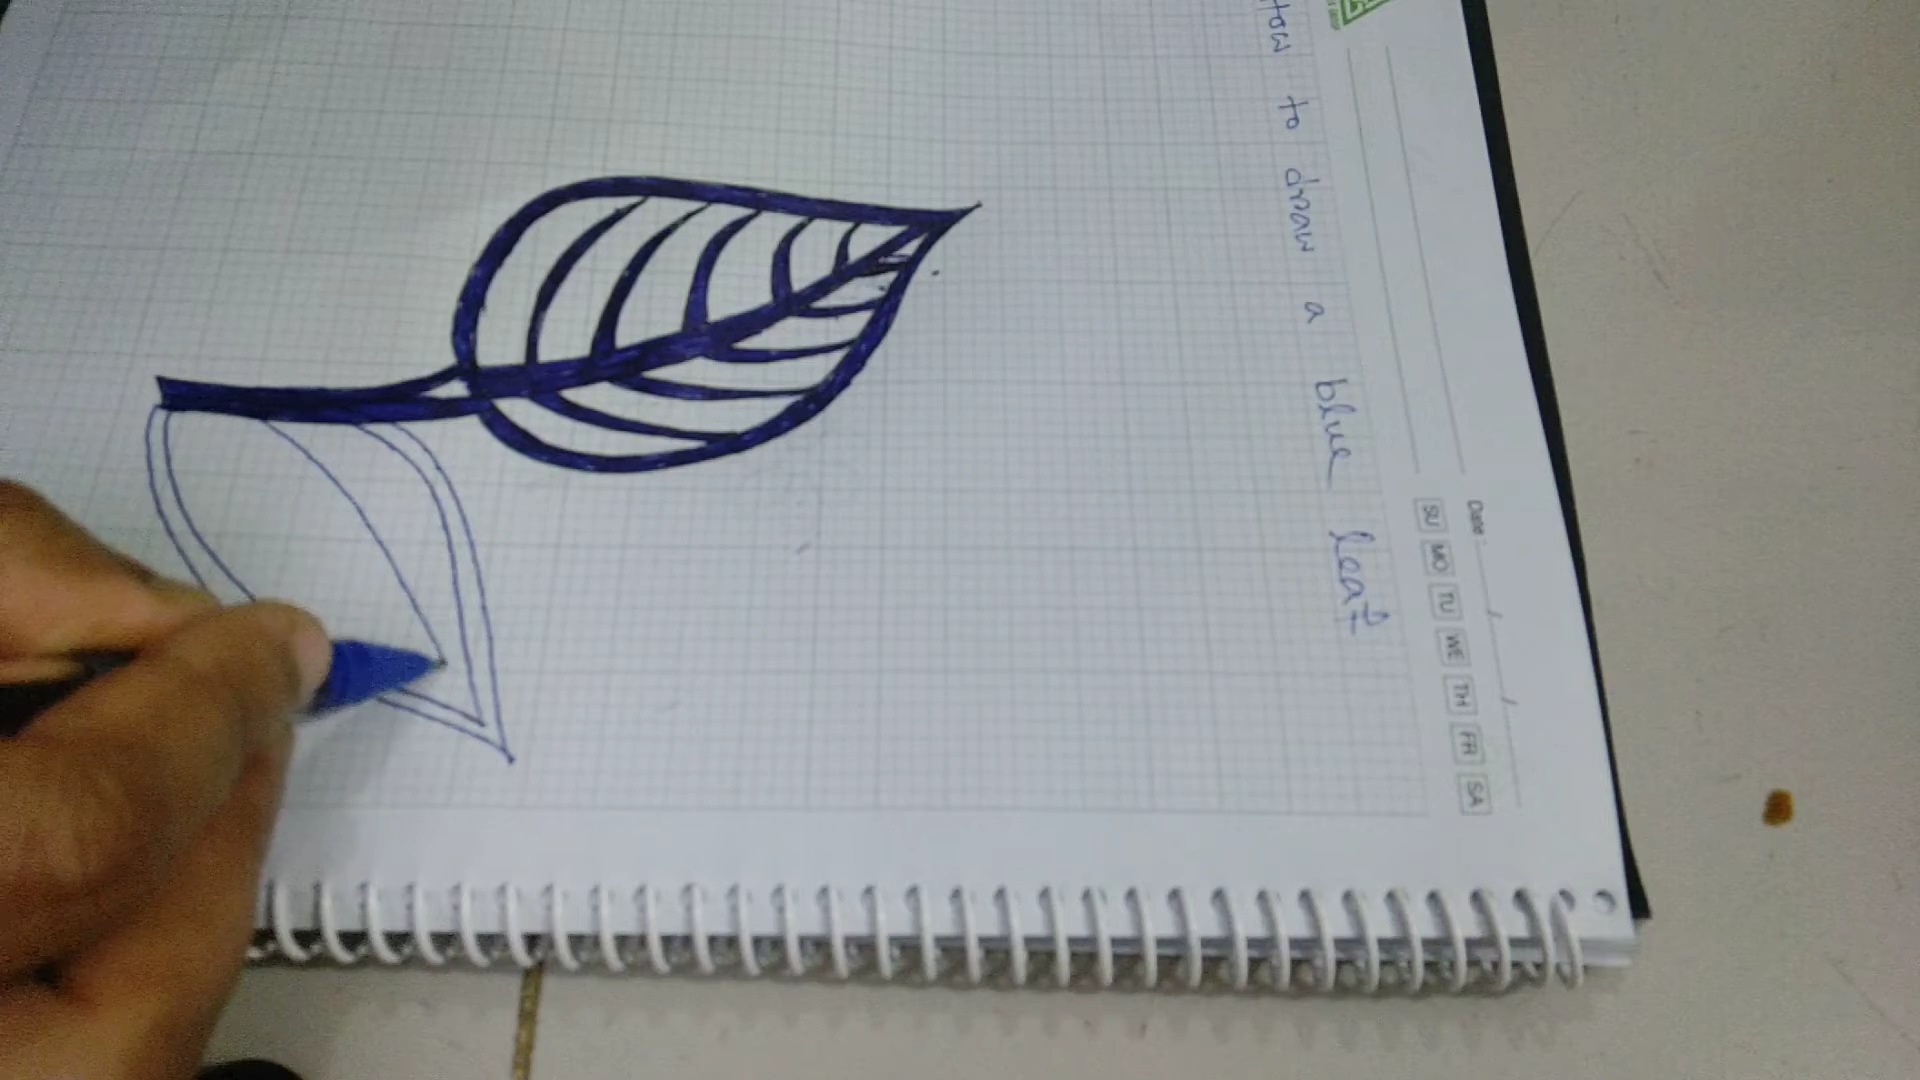 How to draw a blue leaf
Date : / /
SU MO TU WE TH FR SA